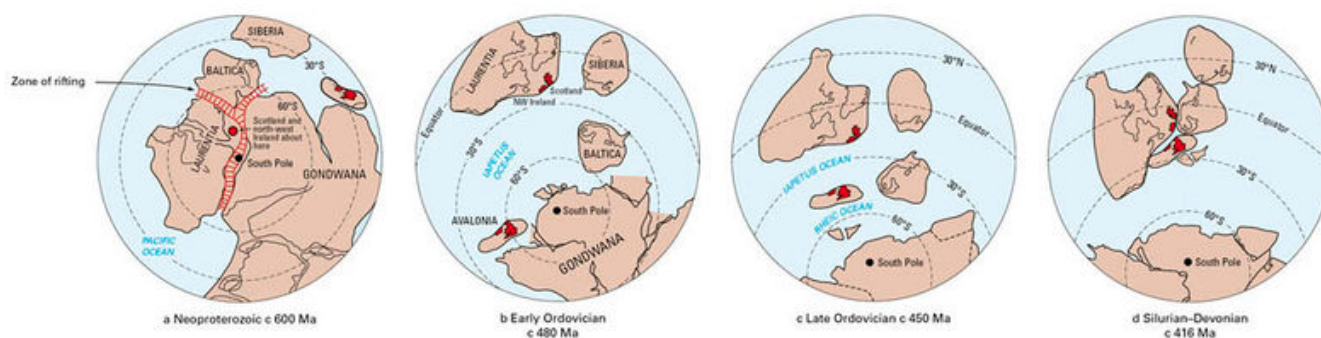 Zone of rifting
SIBERIA
BALTICA
30°S
60°S
Scotland and
north-west
Ireland about
here
LAURENTIA
South Pole
GONDWANA
PACIFIC
OCEAN
a Neoproterozoic c 600 Ma
LAURENTIA
SIBERIA
Scotland
NW Ireland
Equator
30°S
IAPETUS
OCEAN
60°S
BALTICA
AVALONIA
South Pole
GONDWANA
b Early Ordovician
c 480 Ma
30°N
Equator
IAPETUS OCEAN
30°S
RHEIC OCEAN
60°S
South Pole
c Late Ordovician c 450 Ma
30°N
Equator
30°S
60°S
South Pole
d Silurian–Devonian
c 416 Ma